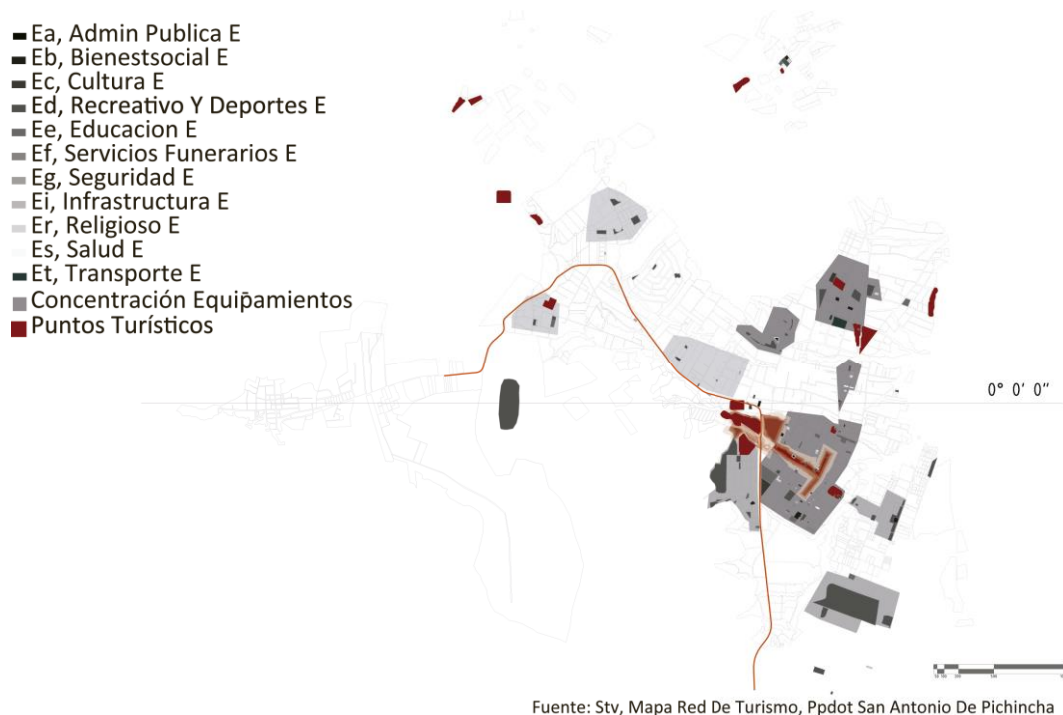 Ea, Admin Publica E
Eb, Bienestsocial E
Ec, Cultura E
Ed, Recreativo Y Deportes E
Ee, Educacion E
Ef, Servicios Funerarios E
Eg, Seguridad E
Ei, Infrastructura E
Er, Religioso E
Es, Salud E
Et, Transporte E
Concentración Equipamientos
Puntos Turísticos
0° 0' 0"
Fuente: Stv, Mapa Red De Turismo, Ppdot San Antonio De Pichincha